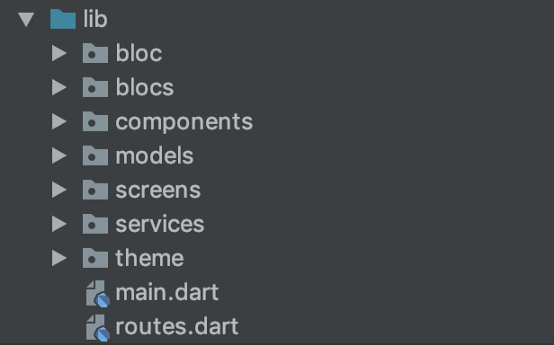 lib
bloc
blocs
components
models
screens
services
theme
main.dart
routes.dart